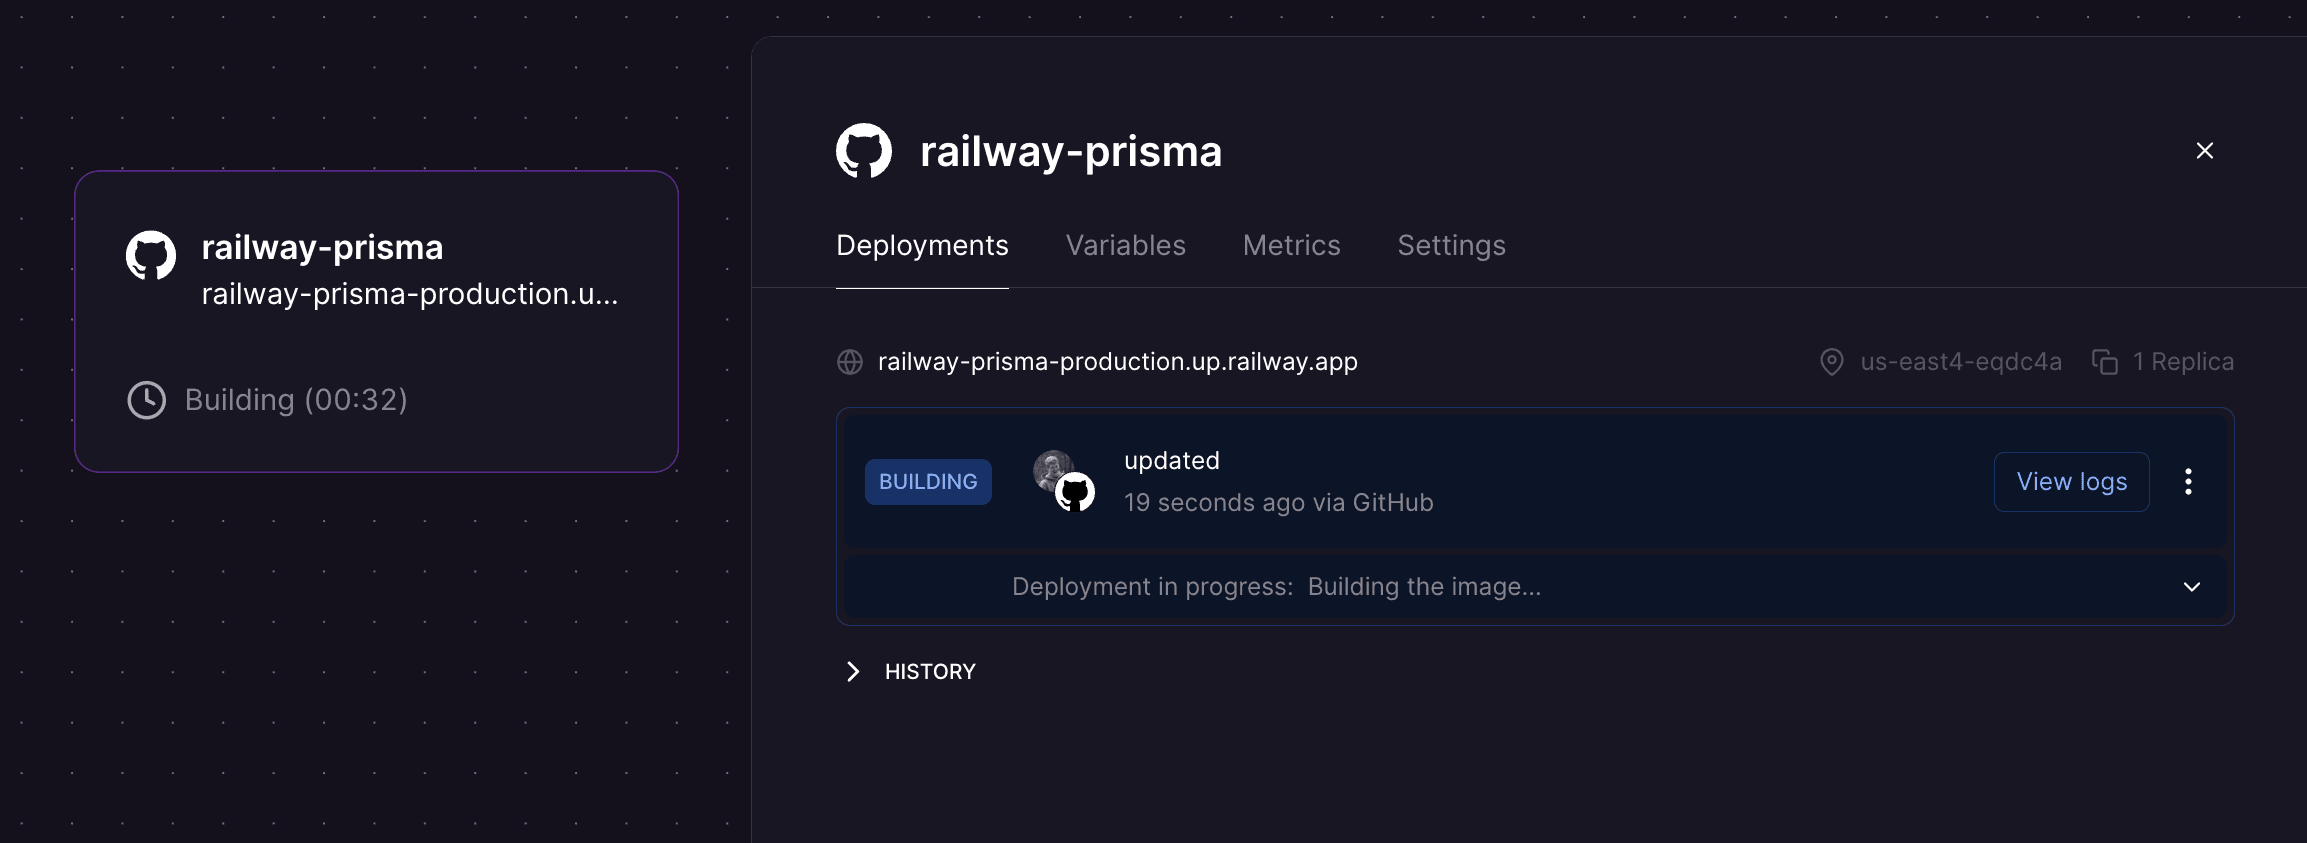 railway-prisma
railway-prisma-production.u...
Building (00:32)
railway-prisma
Deployments
Variables
Metrics
Settings
railway-prisma-production.up.railway.app
us-east4-eqdc4a
1 Replica
BUILDING
updated
19 seconds ago via GitHub
View logs
Deployment in progress: Building the image...
HISTORY